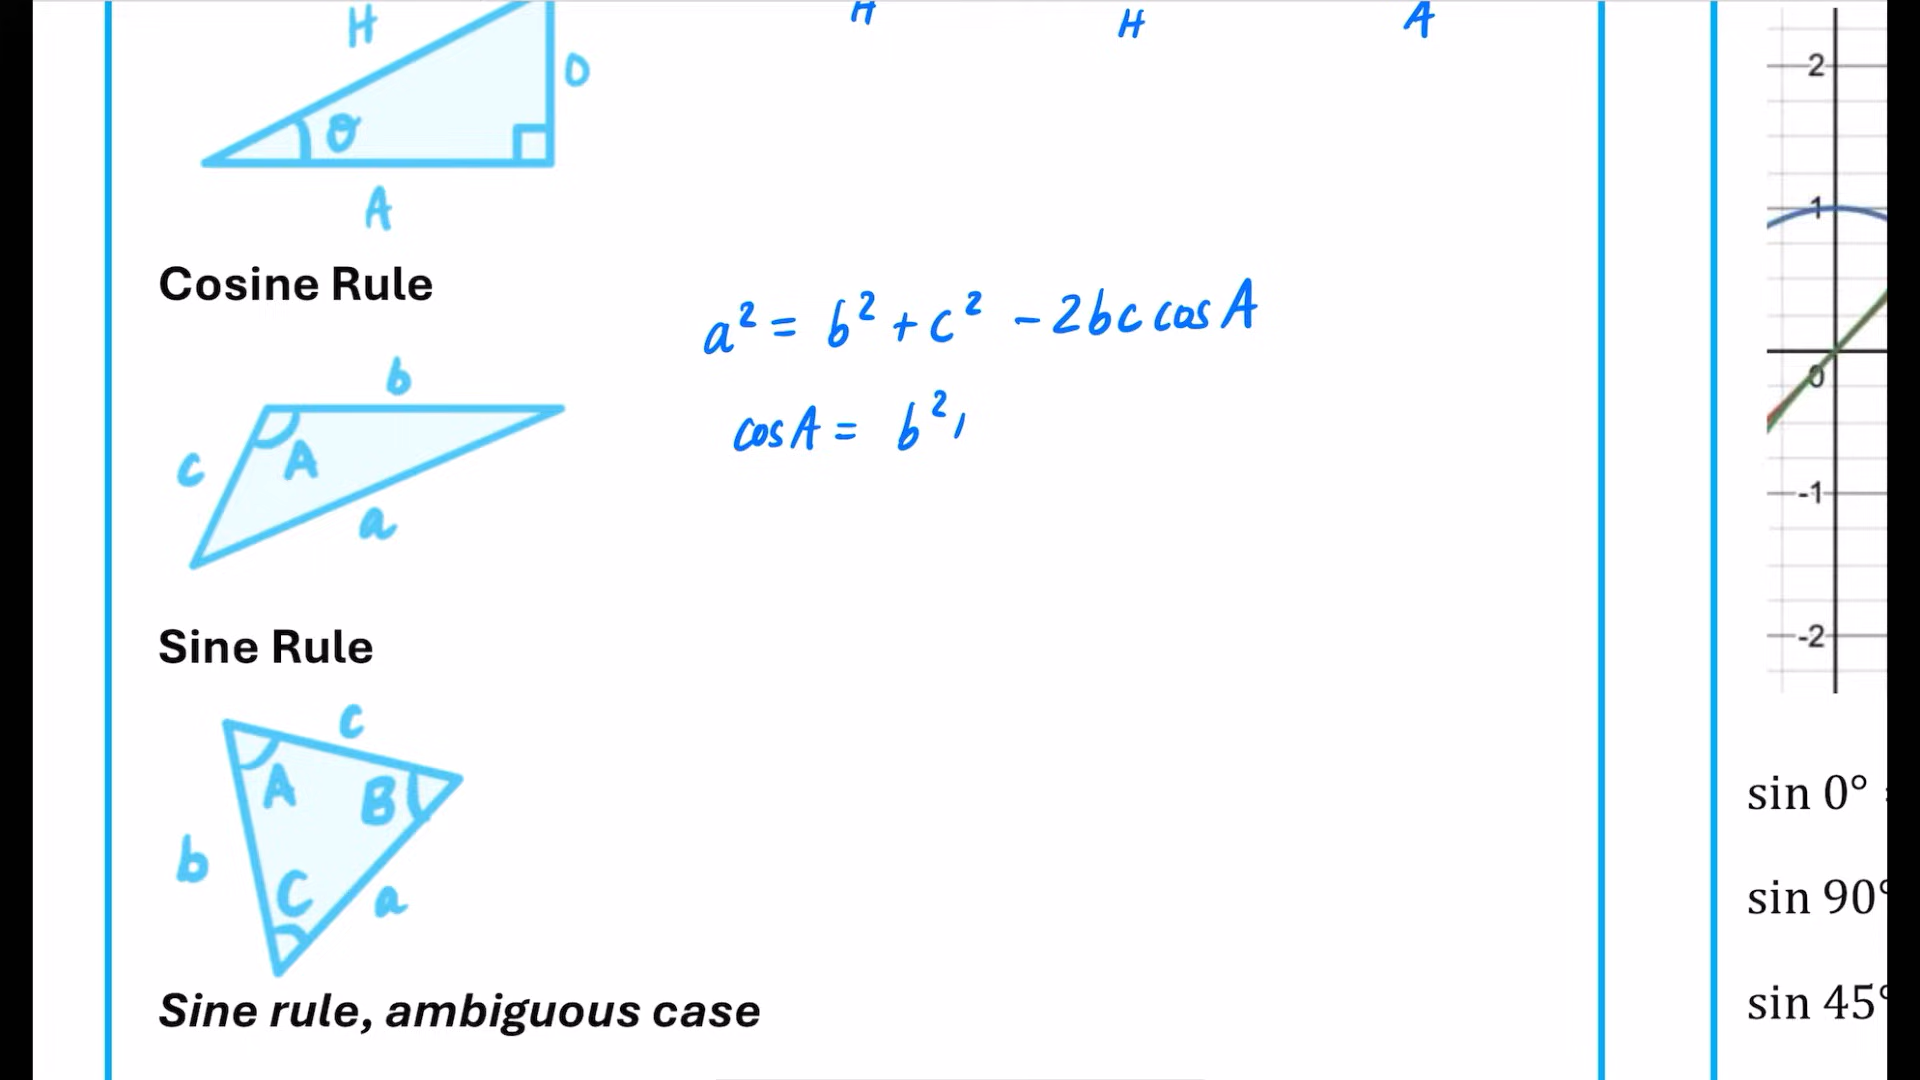 H
H
H
A
O
θ
A
Cosine Rule
a² = b² + c² - 2bc cos A
cos A = b²
b
c
A
a
Sine Rule
c
A
B
b
C
a
Sine rule, ambiguous case
2
1
0
-1
-2
sin 0°
sin 90°
sin 45°